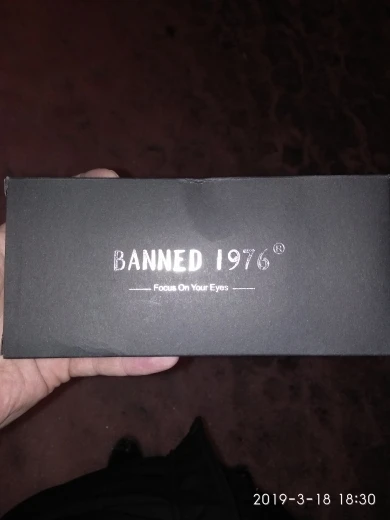 BANNED 1976®
Focus On Your Eyes
2019-3-18 18:30